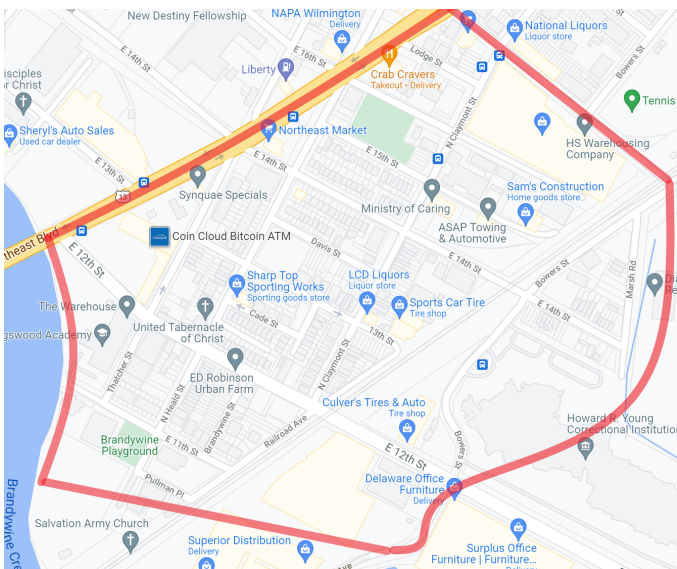 New Destiny Fellowship
NAPA Wilmington
Delivery
National Liquors
Liquor store
E 14th St
E 16th St
Lodge St
Bowers St
isciples
or Christ
Liberty
Crab Cravers
Takeout • Delivery
Tennis
Sheryl's Auto Sales
Used car dealer
Northeast Market
N Claymont St
HS Warehousing
Company
E 13th St
E 14th St
E 15th St
13
Synquae Specials
Ministry of Caring
Sam's Construction
Home goods store
ASAP Towing
& Automotive
theast Blvd
Coin Cloud Bitcoin ATM
E 12th St
Davis St
E 14th St
Bowers St
Marsh Rd
Sharp Top
Sporting Works
Sporting goods store
LCD Liquors
Liquor store
Sports Car Tire
Tire shop
E 14th St
The Warehouse
United Tabernacle
of Christ
Cade St
13th St
gswood Academy
Thatcher St
ED Robinson
Urban Farm
N Claymont St
N Heald St
Brandywine St
Culver's Tires & Auto
Tire shop
Railroad Ave
Howard R. Young
Correctional Institution
Brandywine
Playground
E 11th St
E 12th St
Bowers St
Pullman Pl
Delaware Office
Furniture
Delivery
Brandywine Cre
Salvation Army Church
Superior Distribution
Delivery
Surplus Office
Furniture | Furniture...